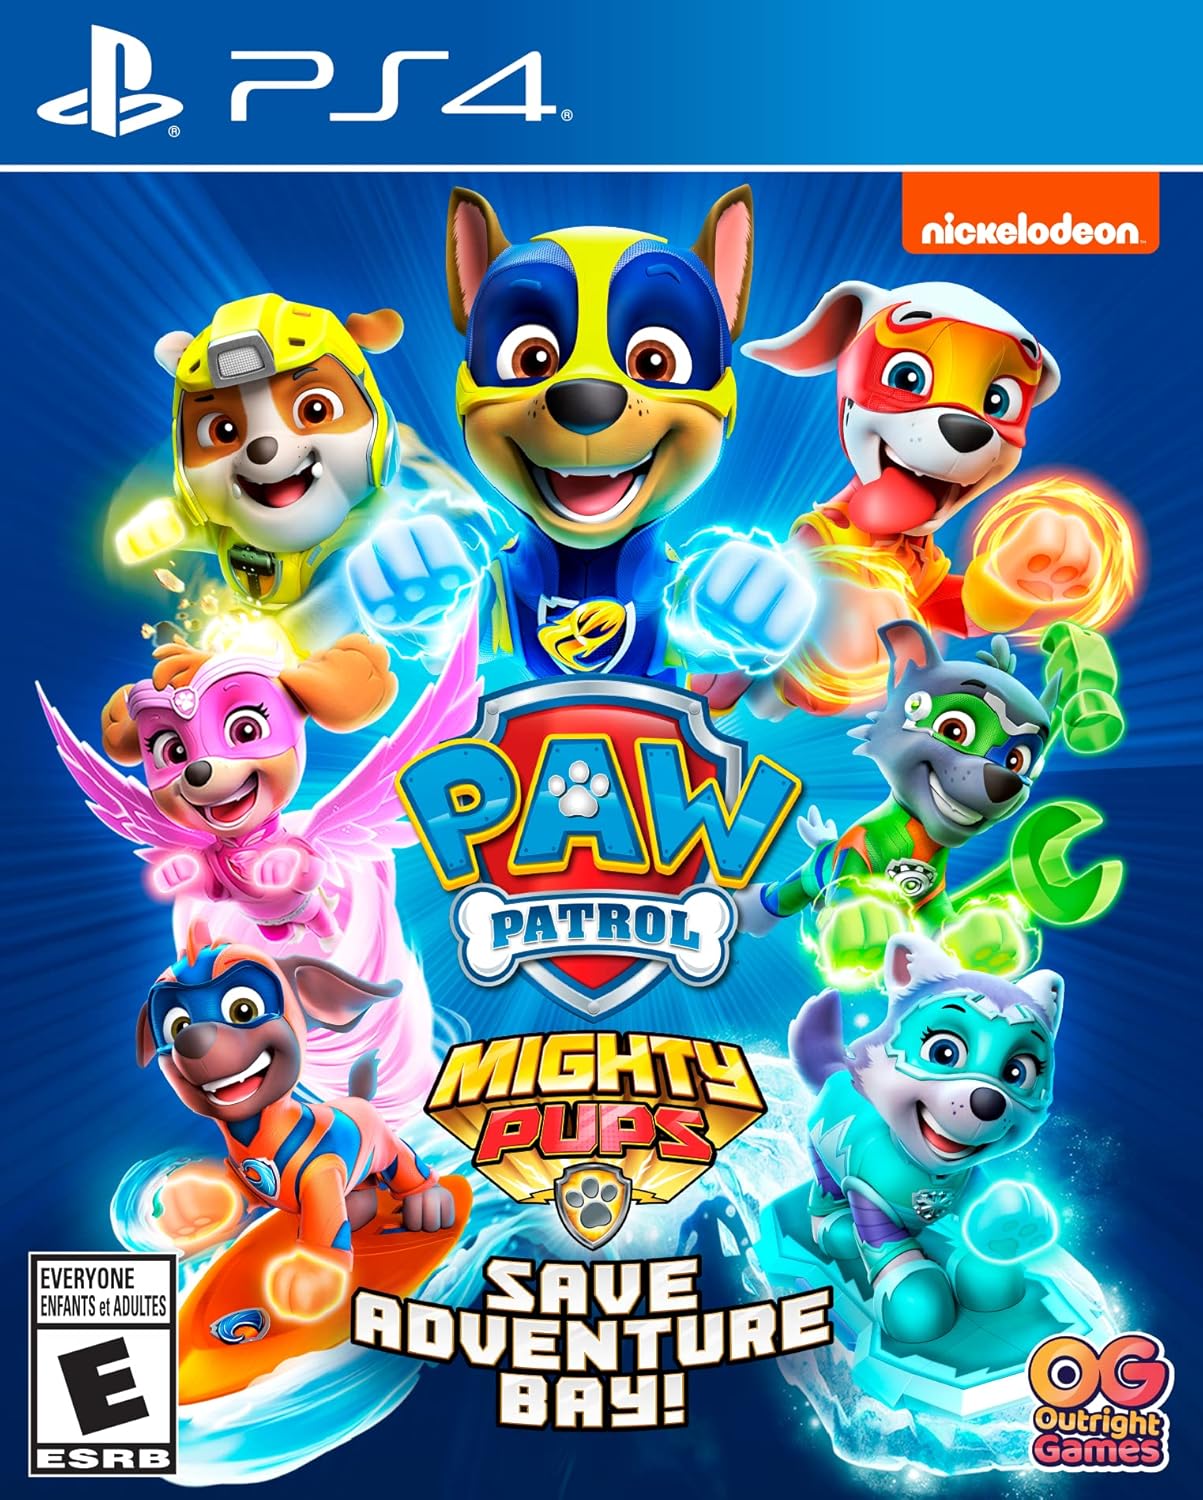 PS4
nickelodeon
PAW
PATROL
MIGHTY
PUPS
SAVE
ADVENTURE
BAY!
EVERYONE
ENFANTS et ADULTES
E
ESRB
OG
Outright
Games